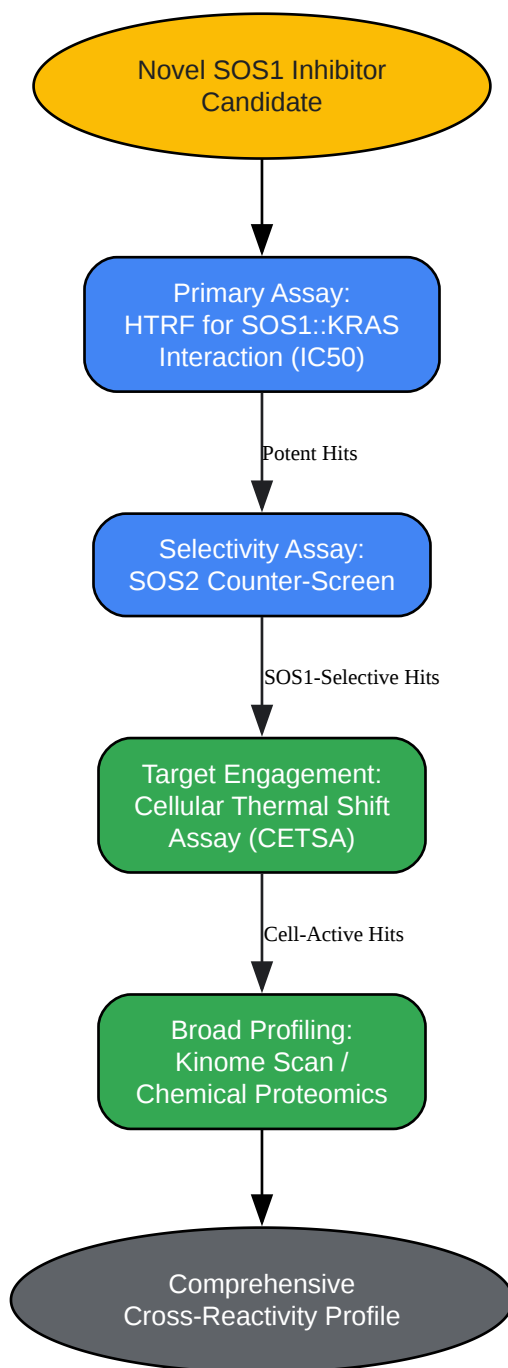 Novel SOS1 Inhibitor
Candidate
Primary Assay:
HTRF for SOS1::KRAS
Interaction (IC50)
Potent Hits
Selectivity Assay:
SOS2 Counter-Screen
SOS1-Selective Hits
Target Engagement:
Cellular Thermal Shift
Assay (CETSA)
Cell-Active Hits
Broad Profiling:
Kinome Scan /
Chemical Proteomics
Comprehensive
Cross-Reactivity Profile